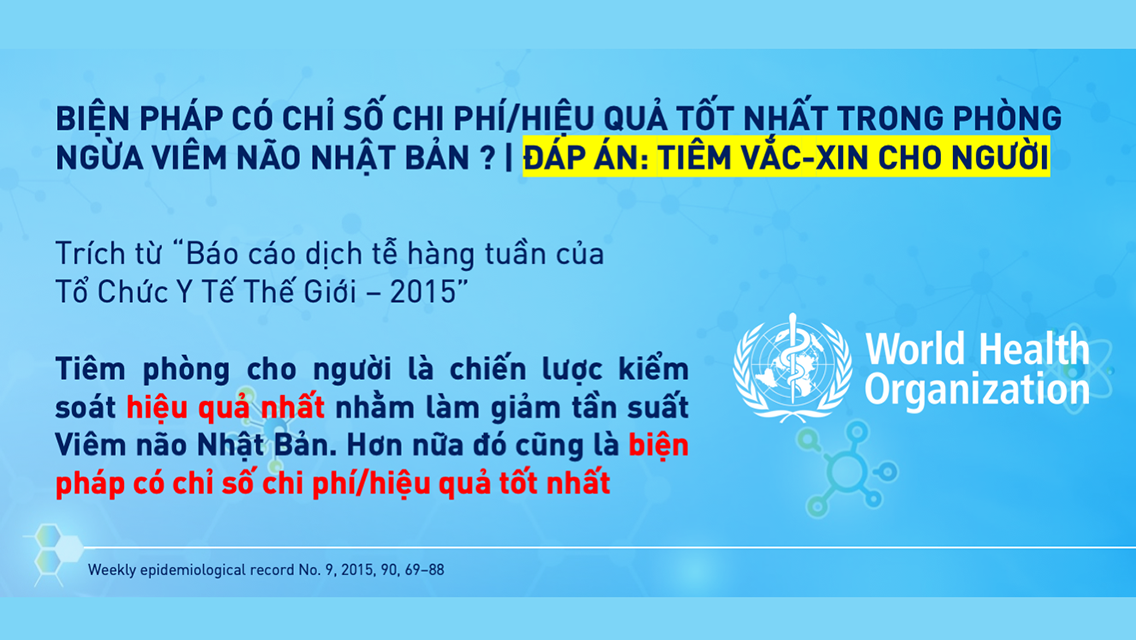 BIỆN PHÁP CÓ CHỈ SỐ CHI PHÍ/HIỆU QUẢ TỐT NHẤT TRONG PHÒNG
NGỪA VIÊM NÃO NHẬT BẢN ? | ĐÁP ÁN: TIÊM VẮC-XIN CHO NGƯỜI
Trích từ “Báo cáo dịch tễ hàng tuần của
Tổ Chức Y Tế Thế Giới – 2015”
Tiêm phòng cho người là chiến lược kiểm
soát hiệu quả nhất nhằm làm giảm tần suất
Viêm não Nhật Bản. Hơn nữa đó cũng là biện
pháp có chỉ số chi phí/hiệu quả tốt nhất
World Health
Organization
Weekly epidemiological record No. 9, 2015, 90, 69–88